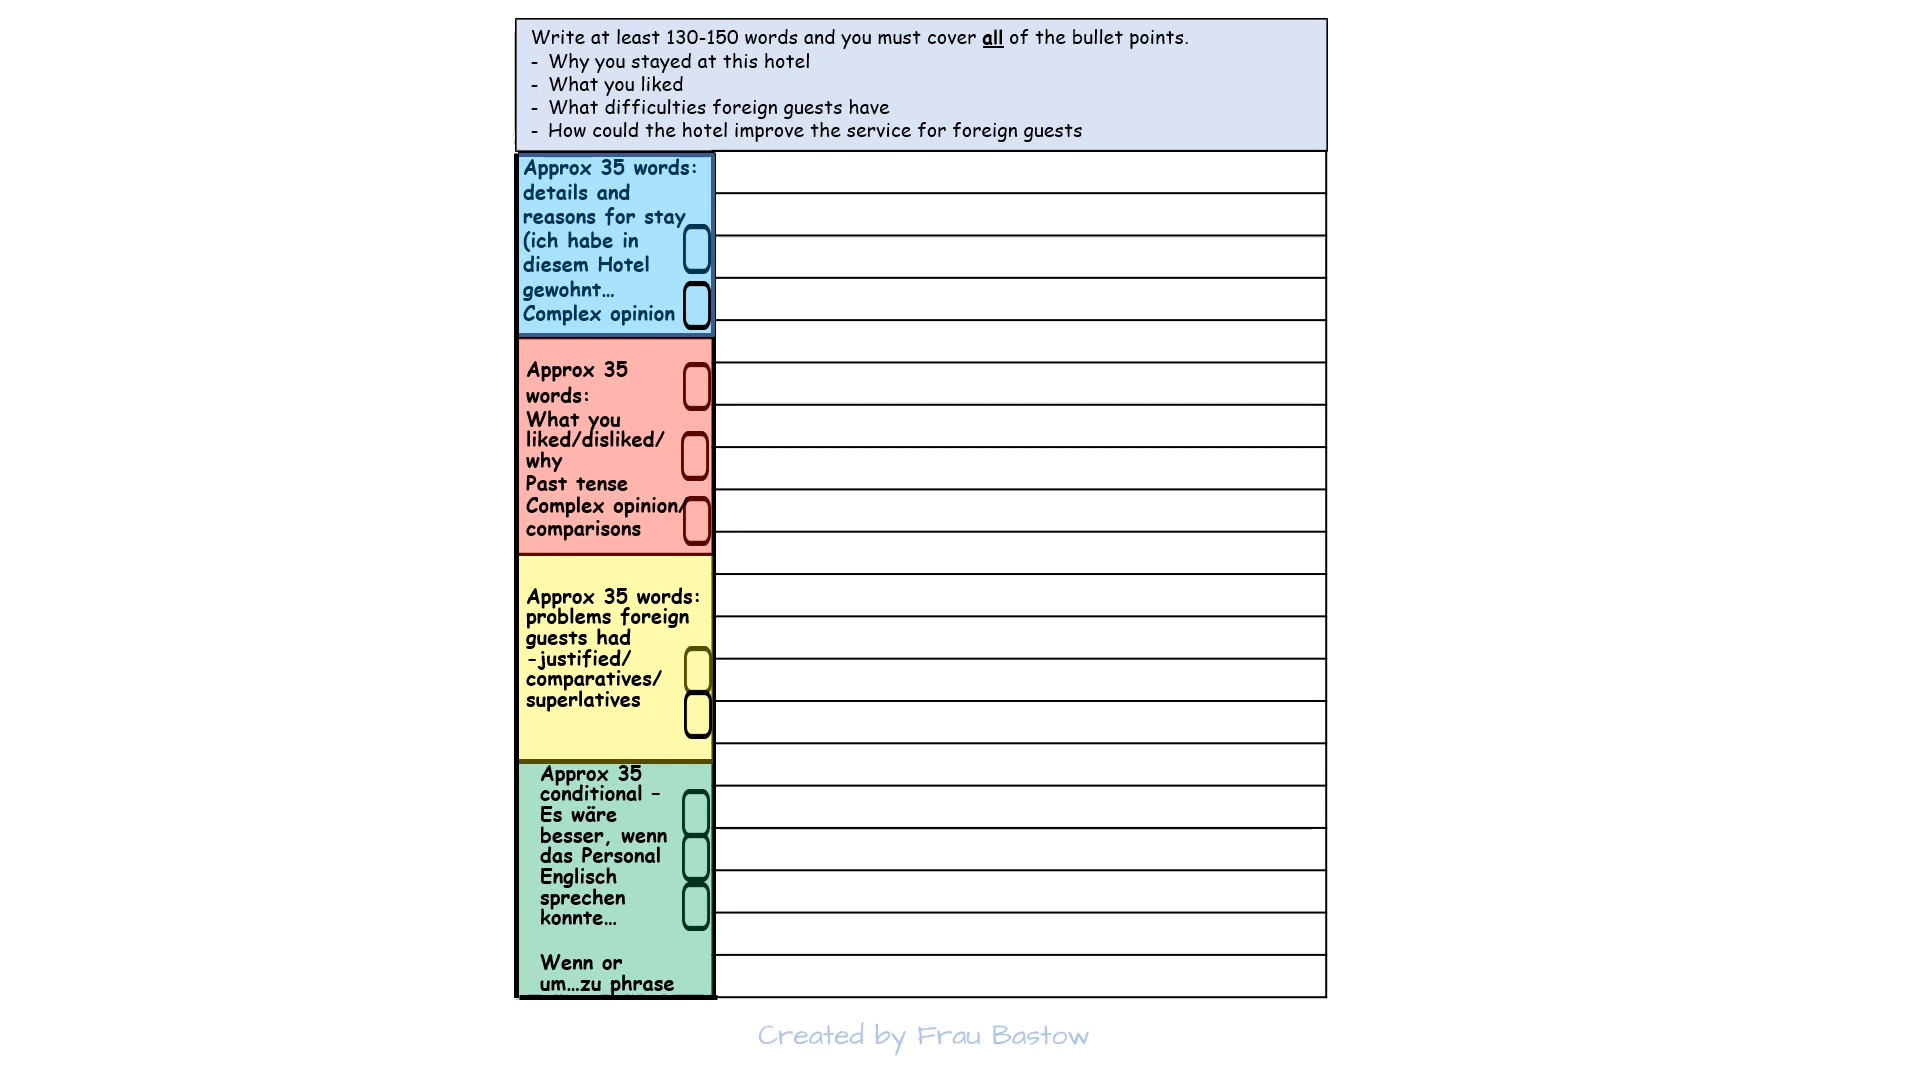 Write at least 130-150 words and you must cover all of the bullet points.
- Why you stayed at this hotel
- What you liked
- What difficulties foreign guests have
- How could the hotel improve the service for foreign guests
Approx 35 words:
details and
reasons for stay
(ich habe in
diesem Hotel
gewohnt...
Complex opinion
Approx 35
words:
What you
liked/disliked/
why
Past tense
Complex opinion/
comparisons
Approx 35 words:
problems foreign
guests had
-justified/
comparatives/
superlatives
Approx 35
conditional –
Es wäre
besser, wenn
das Personal
Englisch
sprechen
konnte...
Wenn or
um...zu phrase
Created by Frau Bastow